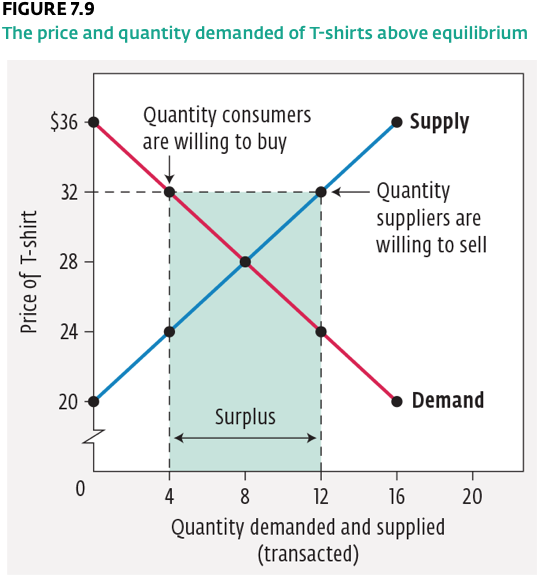 FIGURE 7.9
The price and quantity demanded of T-shirts above equilibrium
Quantity consumers
are willing to buy
Supply
Quantity
suppliers are
willing to sell
Demand
Surplus
Price of T-shirt
$36
32
28
24
20
0
4 8 12 16 20
Quantity demanded and supplied
(transacted)